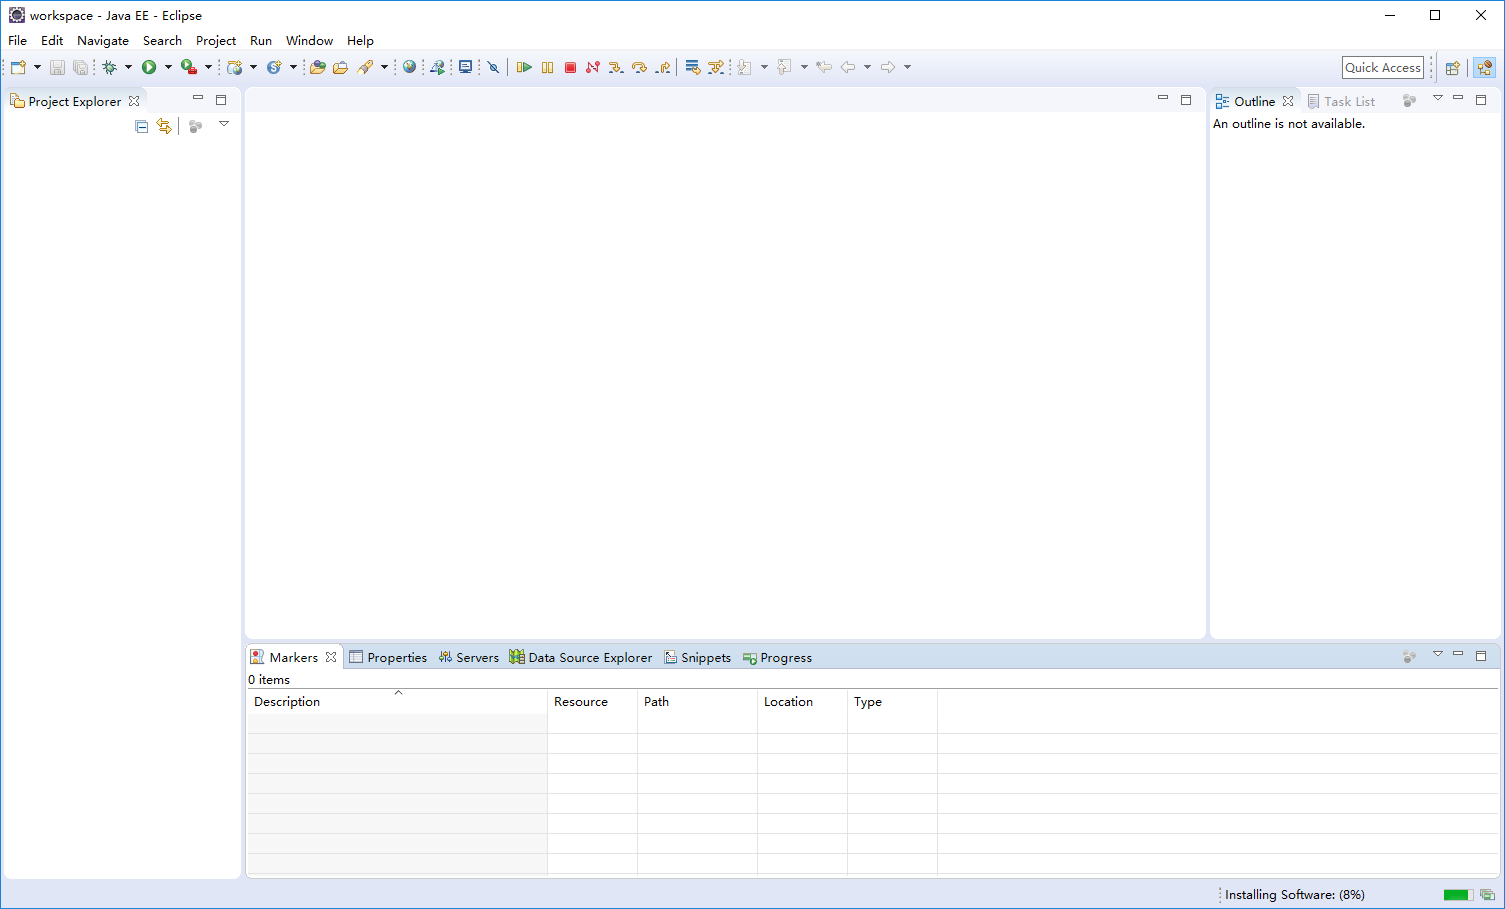 workspace - Java EE - Eclipse
File Edit Navigate Search Project Run Window Help
Quick Access
Project Explorer
Outline Task List
An outline is not available.
Markers Properties Servers Data Source Explorer Snippets Progress
0 items
Description Resource Path Location Type
Installing Software: (8%)